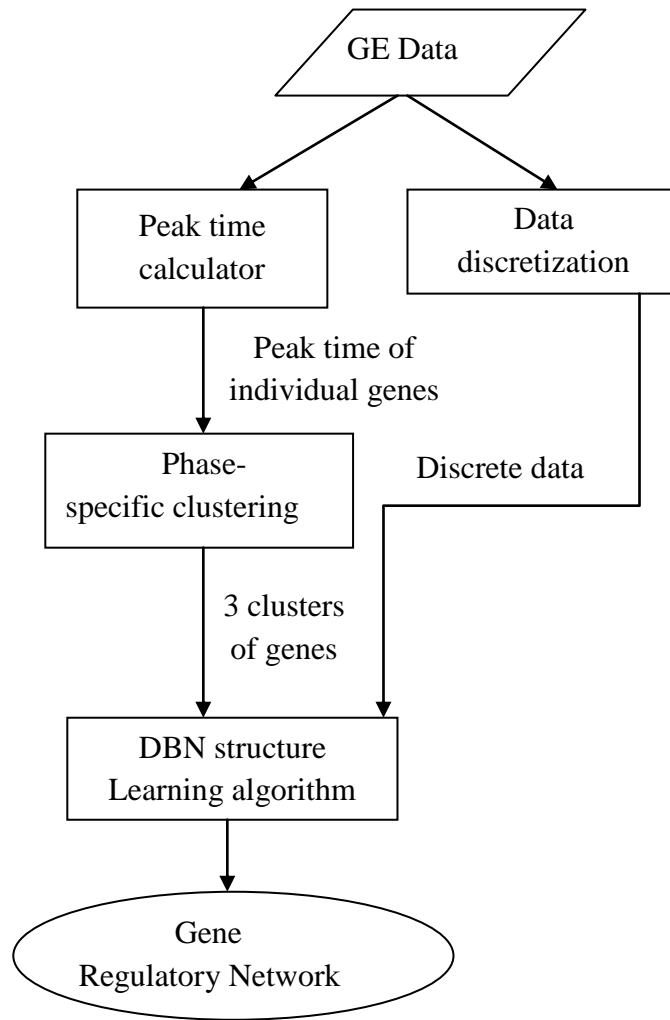 GE Data
Peak time
calculator
Data
discretization
Peak time of
individual genes
Phase-
specific clustering
Discrete data
3 clusters
of genes
DBN structure
Learning algorithm
Gene
Regulatory Network